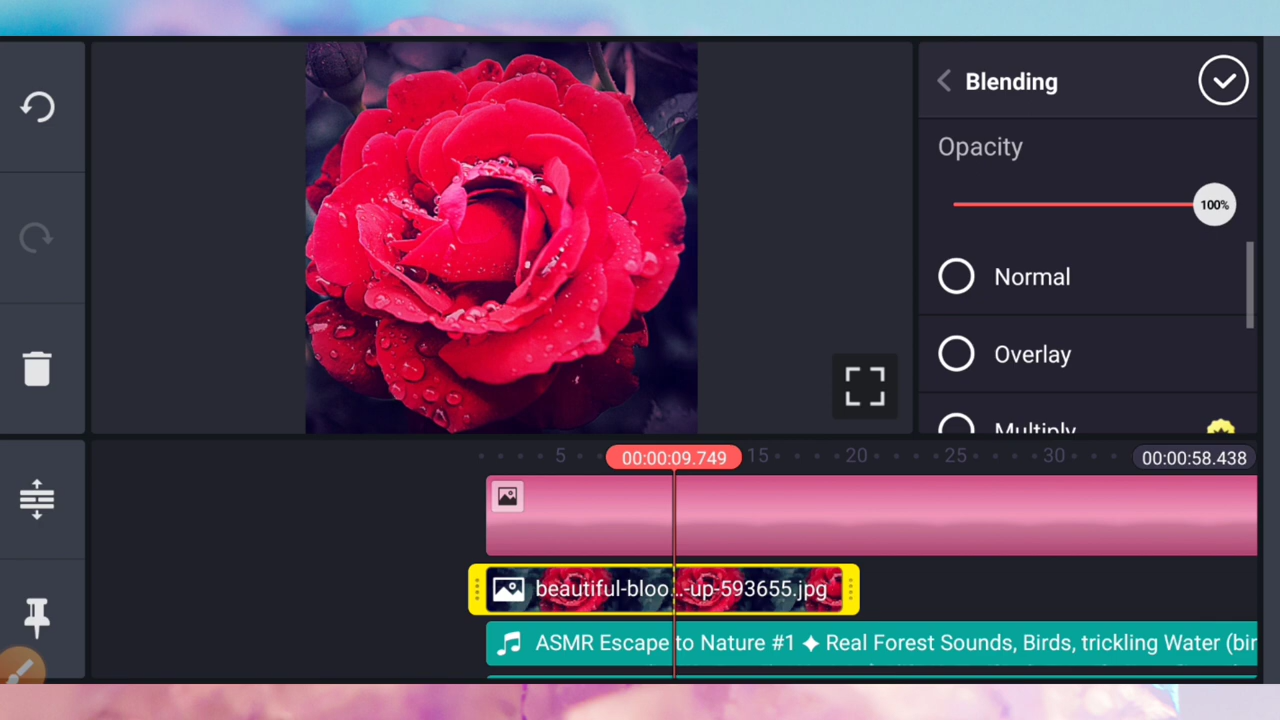 Blending
Opacity
100%
Normal
Overlay
Multiply
5
00:00:09.749
15
20
25
30
00:00:58.438
beautiful-bloo...-up-593655.jpg
ASMR Escape to Nature #1 ✦ Real Forest Sounds, Birds, trickling Water (bir